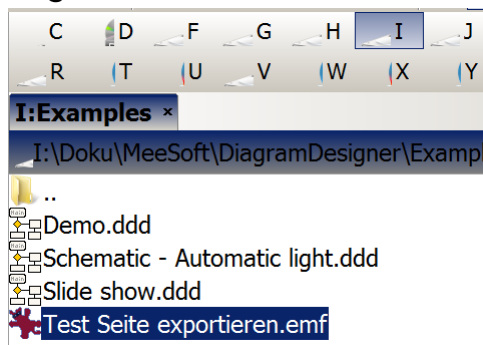 C D F G H I J
R T U V W X Y
I:Examples ×
I:\Doku\MeeSoft\DiagramDesigner\Exampl
..
Demo.ddd
Schematic - Automatic light.ddd
Slide show.ddd
Test Seite exportieren.emf